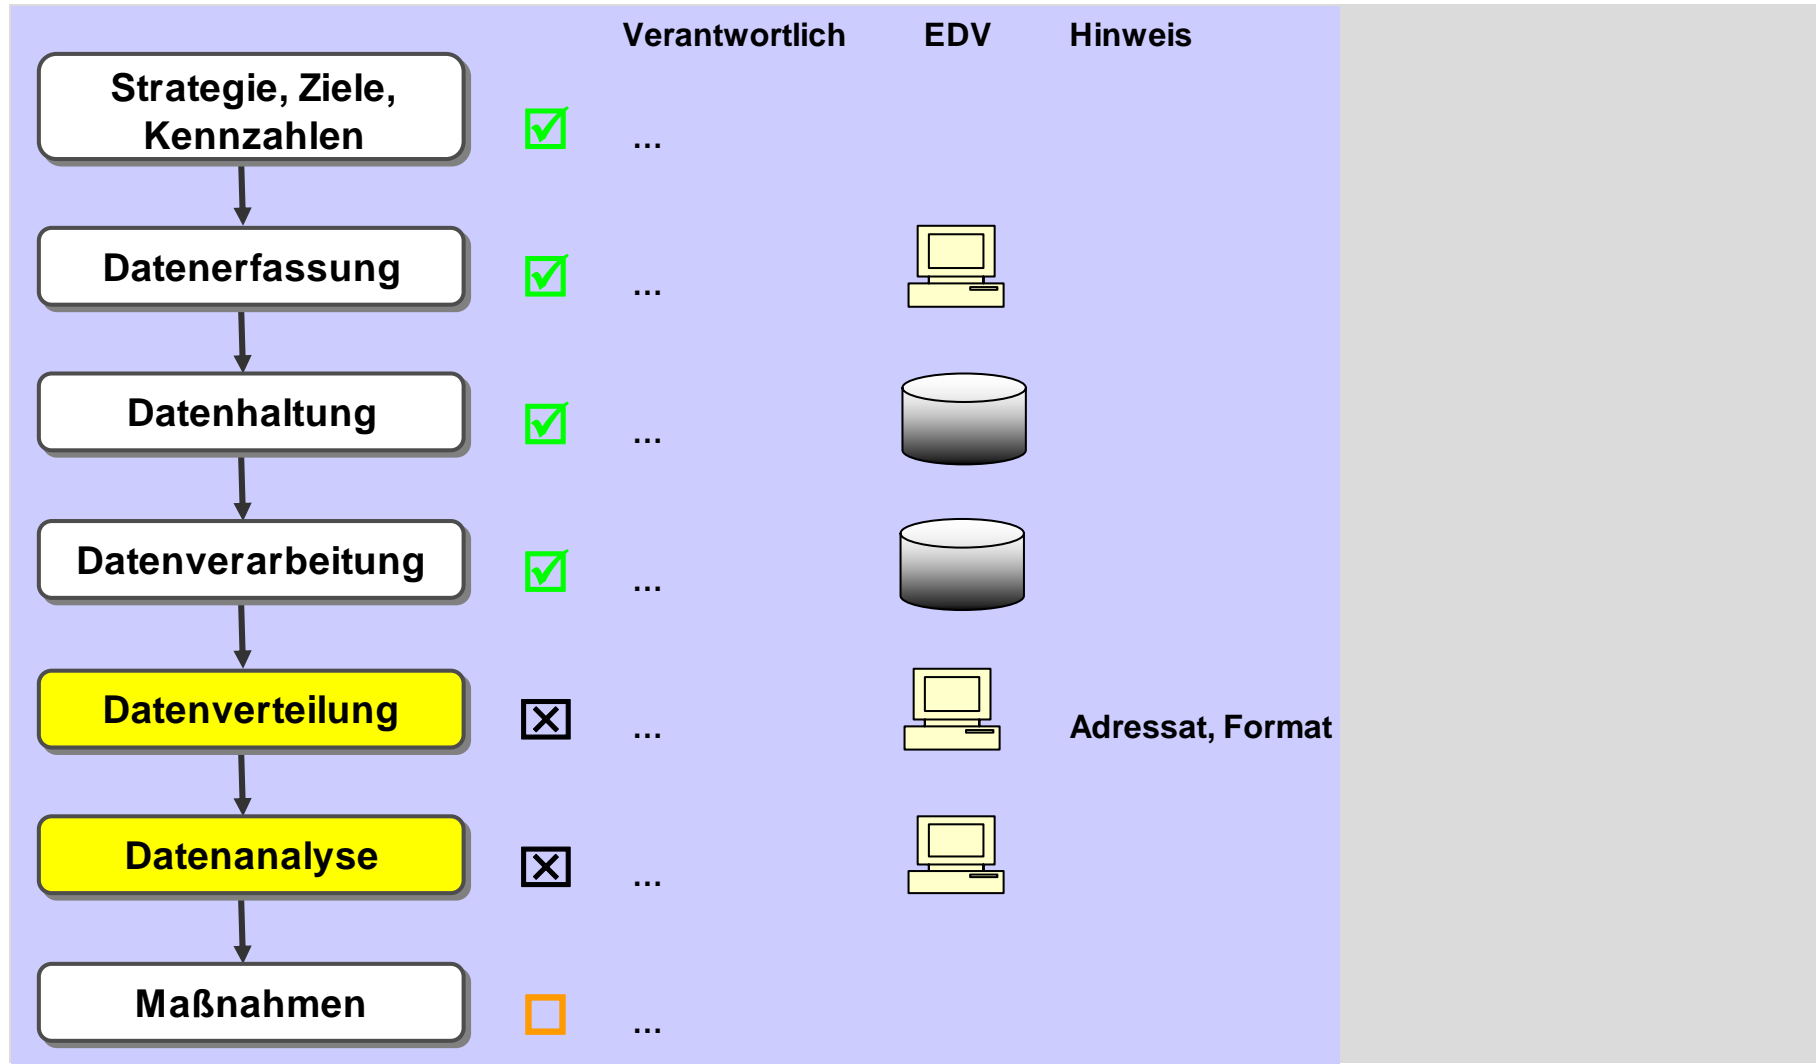 Verantwortlich EDV Hinweis
Strategie, Ziele,
Kennzahlen
...
Datenerfassung ...
Datenhaltung ...
Datenverarbeitung ...
Datenverteilung ... Adressat, Format
Datenanalyse ...
Maßnahmen ...